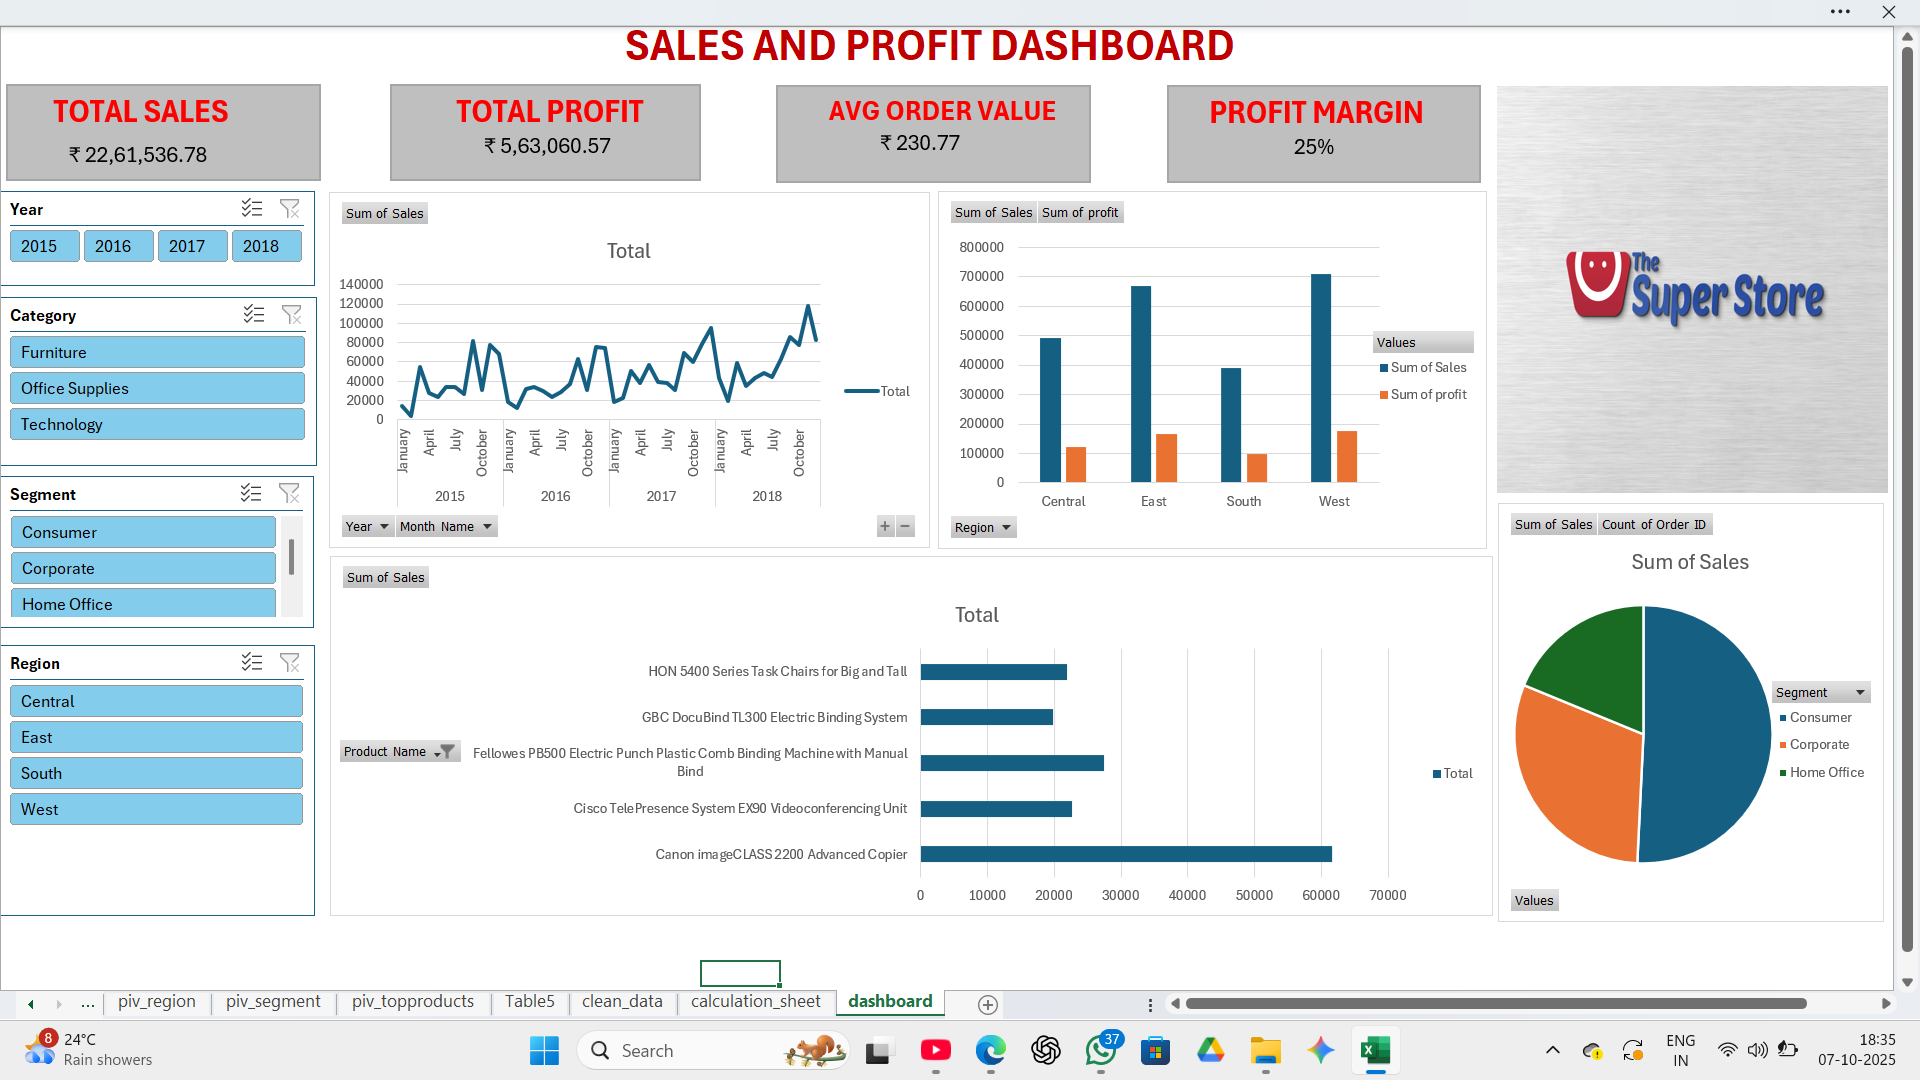 SALES AND PROFIT DASHBOARD
TOTAL SALES
₹ 22,61,536.78
TOTAL PROFIT
₹ 5,63,060.57
AVG ORDER VALUE
₹ 230.77
PROFIT MARGIN
25%
The
Super Store
Year
2015 2016 2017 2018
Category
Furniture
Office Supplies
Technology
Segment
Consumer
Corporate
Home Office
Region
Central
East
South
West
Sum of Sales
Total
140000
120000
100000
80000
60000
40000
20000
0
January April July October January April July October January April July October January April July October
2015 2016 2017 2018
Total
Year Month Name
Sum of Sales Sum of profit
800000
700000
600000
500000
400000
300000
200000
100000
0
Central East South West
Values
Sum of Sales
Sum of profit
Region
Sum of Sales
Total
Product Name
HON 5400 Series Task Chairs for Big and Tall
GBC DocuBind TL300 Electric Binding System
Fellowes PB500 Electric Punch Plastic Comb Binding Machine with Manual
Bind
Cisco TelePresence System EX90 Videoconferencing Unit
Canon imageCLASS 2200 Advanced Copier
0 10000 20000 30000 40000 50000 60000 70000
Total
Sum of Sales Count of Order ID
Sum of Sales
Segment
Consumer
Corporate
Home Office
Values
... piv_region piv_segment piv_topproducts Table5 clean_data calculation_sheet dashboard
8
24°C
Rain showers
Search
37
ENG
IN
18:35
07-10-2025